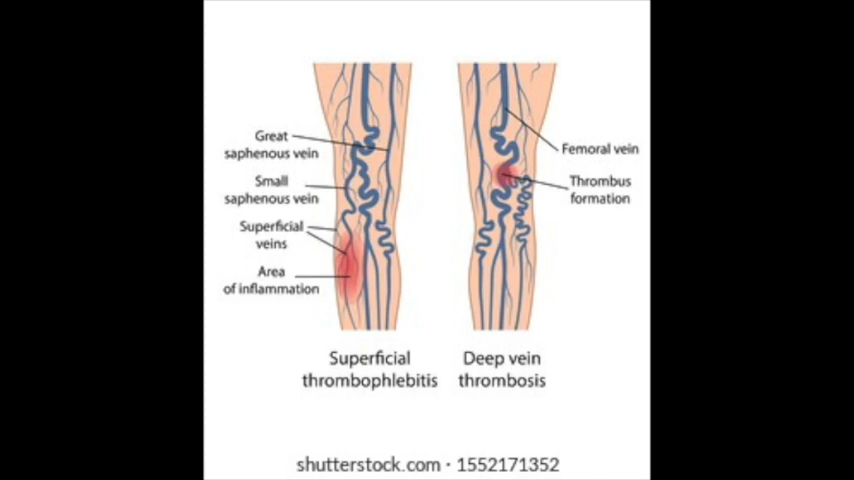 Great
saphenous vein
Small
saphenous vein
Superficial
veins
Area
of inflammation
Femoral vein
Thrombus
formation
Superficial
thrombophlebitis
Deep vein
thrombosis
shutterstock.com · 1552171352